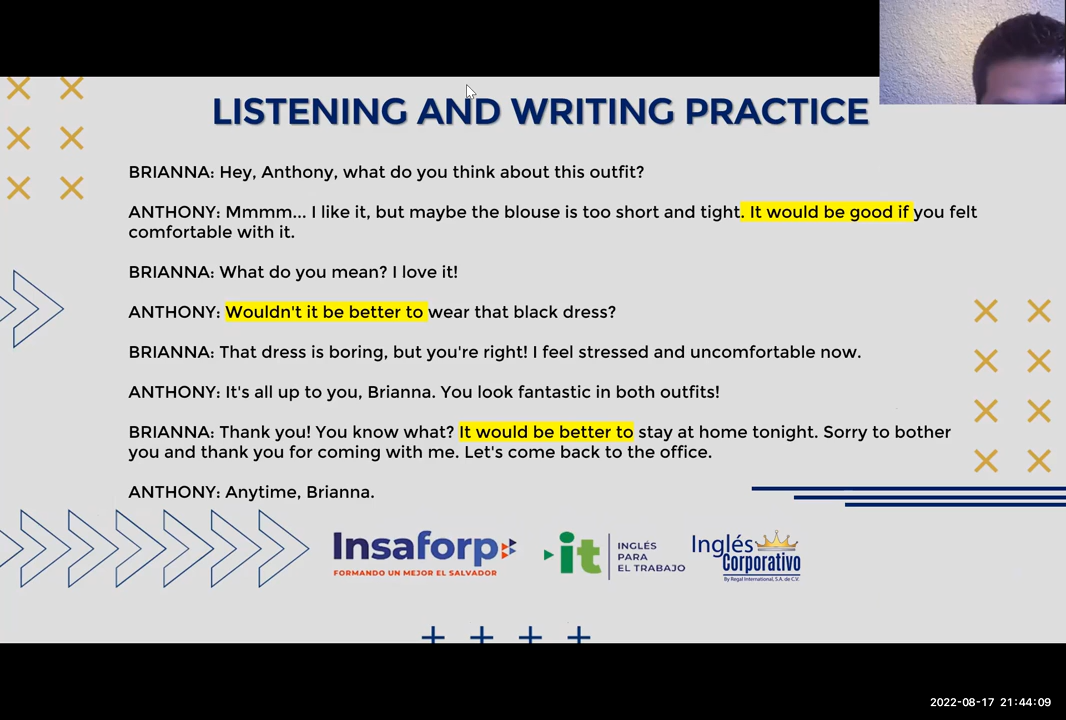 LISTENING AND WRITING PRACTICE
BRIANNA: Hey, Anthony, what do you think about this outfit?
ANTHONY: Mmmm... I like it, but maybe the blouse is too short and tight. It would be good if you felt
comfortable with it.
BRIANNA: What do you mean? I love it!
ANTHONY: Wouldn't it be better to wear that black dress?
BRIANNA: That dress is boring, but you're right! I feel stressed and uncomfortable now.
ANTHONY: It's all up to you, Brianna. You look fantastic in both outfits!
BRIANNA: Thank you! You know what? It would be better to stay at home tonight. Sorry to bother
you and thank you for coming with me. Let's come back to the office.
ANTHONY: Anytime, Brianna.
Insaforp
FORMANDO UN MEJOR EL SALVADOR
it
INGLÉS
PARA
EL TRABAJO
Inglés
Corporativo
By Regal International, S.A. de C.V.
2022-08-17 21:44:09